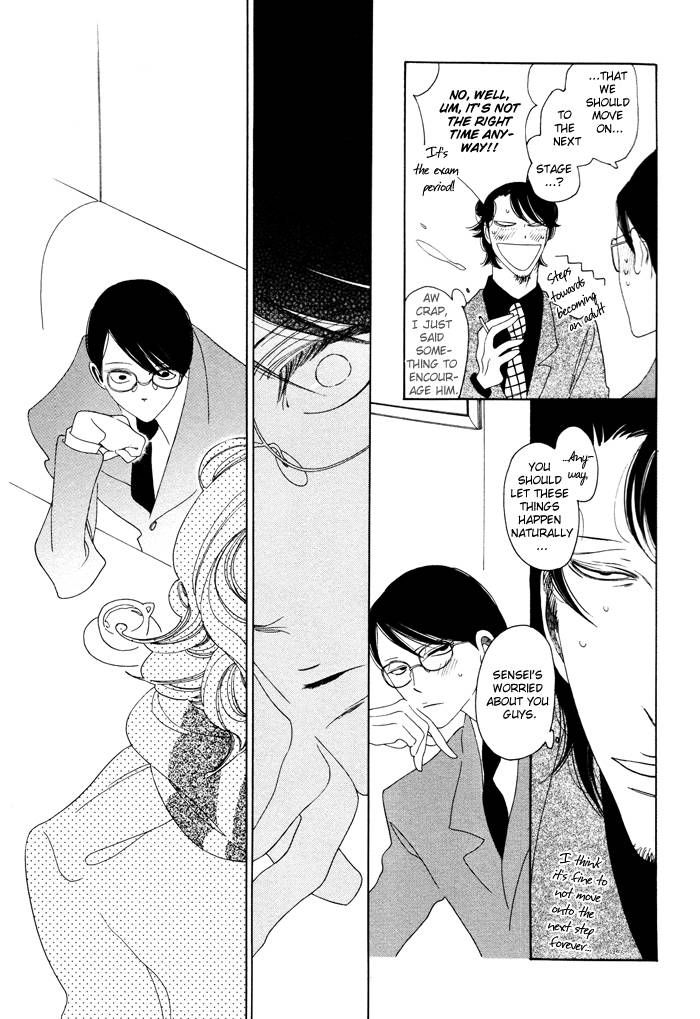 ...THAT
WE
SHOULD
MOVE
ON...
TO
THE
NEXT
STAGE
...?
NO, WELL,
UM, IT'S NOT
THE RIGHT
TIME ANY-
WAY!!
It's
the exam
period!
Steps
towards
becoming
an adult
AW
CRAP,
I JUST
SAID
SOME-
THING TO
ENCOUR-
AGE HIM.
...Any-
way,
YOU
SHOULD
LET THESE
THINGS
HAPPEN
NATURALLY
...
SENSEI'S
WORRIED
ABOUT YOU
GUYS.
I think
it's fine to
not move
onto the
next step
forever...